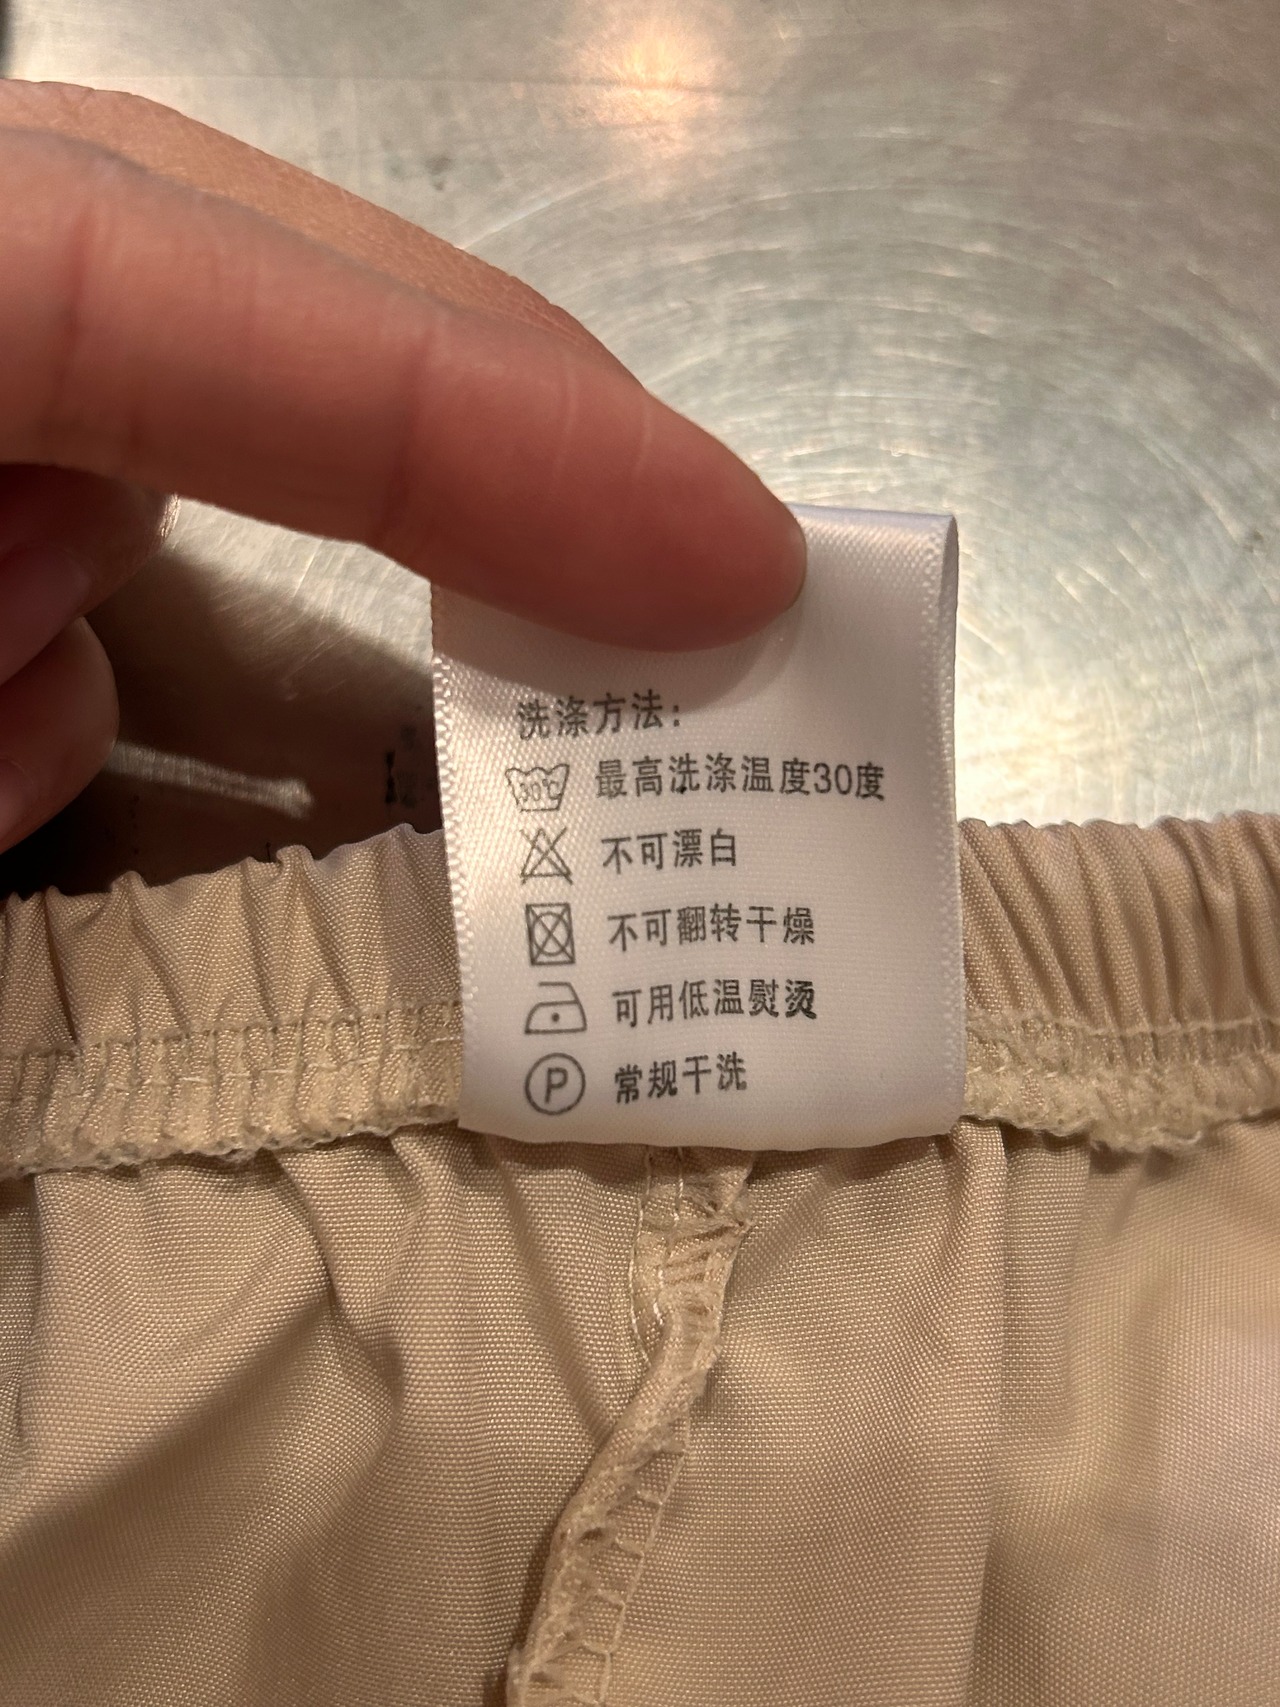 洗涤方法：
30℃ 最高洗涤温度30度
不可漂白
不可翻转干燥
可用低温熨烫
P 常规干洗